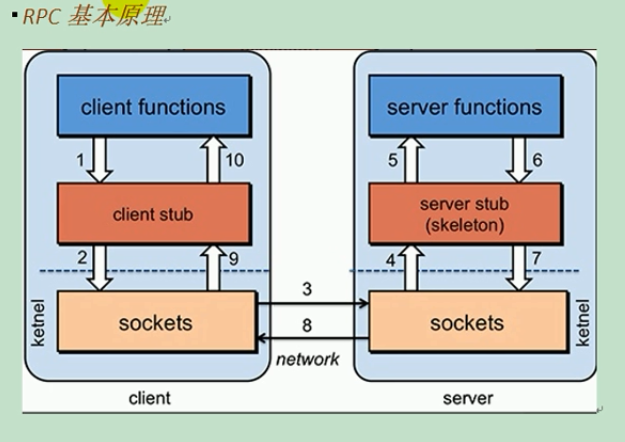 RPC 基本原理
client functions
server functions
1
10
5
6
client stub
server stub
(skeleton)
2
9
4
7
3
ketnel
sockets
8
sockets
ketnel
network
client
server